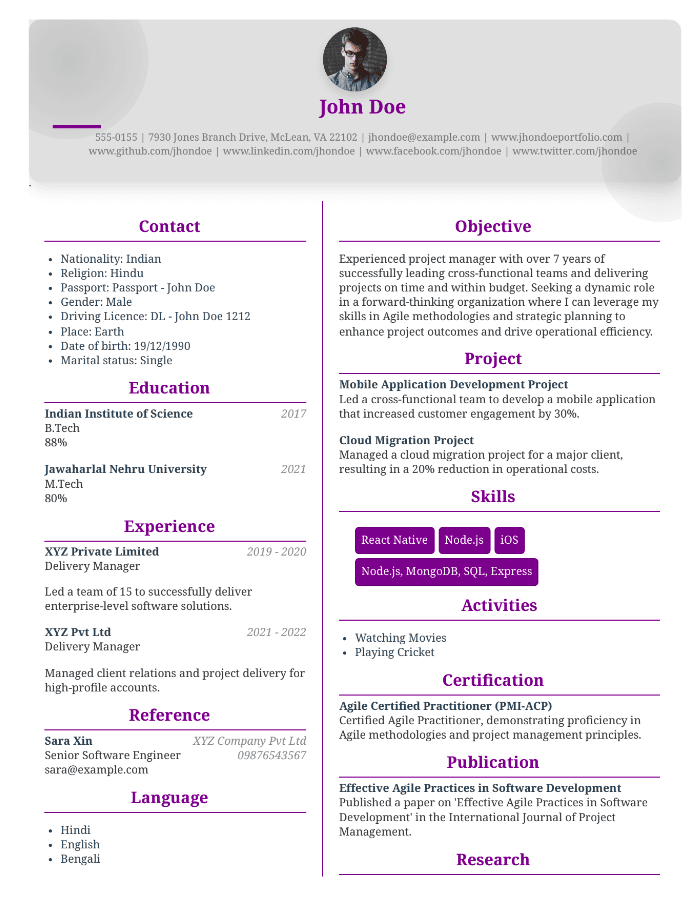 John Doe
555-0155 | 7930 Jones Branch Drive, McLean, VA 22102 | jhondoe@example.com | www.jhondoeportfolio.com |
www.github.com/jhondoe | www.linkedin.com/jhondoe | www.facebook.com/jhondoe | www.twitter.com/jhondoe
.
Contact
• Nationality: Indian
• Religion: Hindu
• Passport: Passport - John Doe
• Gender: Male
• Driving Licence: DL - John Doe 1212
• Place: Earth
• Date of birth: 19/12/1990
• Marital status: Single
Education
Indian Institute of Science 2017
B.Tech
88%
Jawaharlal Nehru University 2021
M.Tech
80%
Experience
XYZ Private Limited 2019 - 2020
Delivery Manager
Led a team of 15 to successfully deliver
enterprise-level software solutions.
XYZ Pvt Ltd 2021 - 2022
Delivery Manager
Managed client relations and project delivery for
high-profile accounts.
Reference
Sara Xin XYZ Company Pvt Ltd
Senior Software Engineer 09876543567
sara@example.com
Language
• Hindi
• English
• Bengali
Objective
Experienced project manager with over 7 years of
successfully leading cross-functional teams and delivering
projects on time and within budget. Seeking a dynamic role
in a forward-thinking organization where I can leverage my
skills in Agile methodologies and strategic planning to
enhance project outcomes and drive operational efficiency.
Project
Mobile Application Development Project
Led a cross-functional team to develop a mobile application
that increased customer engagement by 30%.
Cloud Migration Project
Managed a cloud migration project for a major client,
resulting in a 20% reduction in operational costs.
Skills
React Native Node.js iOS
Node.js, MongoDB, SQL, Express
Activities
• Watching Movies
• Playing Cricket
Certification
Agile Certified Practitioner (PMI-ACP)
Certified Agile Practitioner, demonstrating proficiency in
Agile methodologies and project management principles.
Publication
Effective Agile Practices in Software Development
Published a paper on 'Effective Agile Practices in Software
Development' in the International Journal of Project
Management.
Research